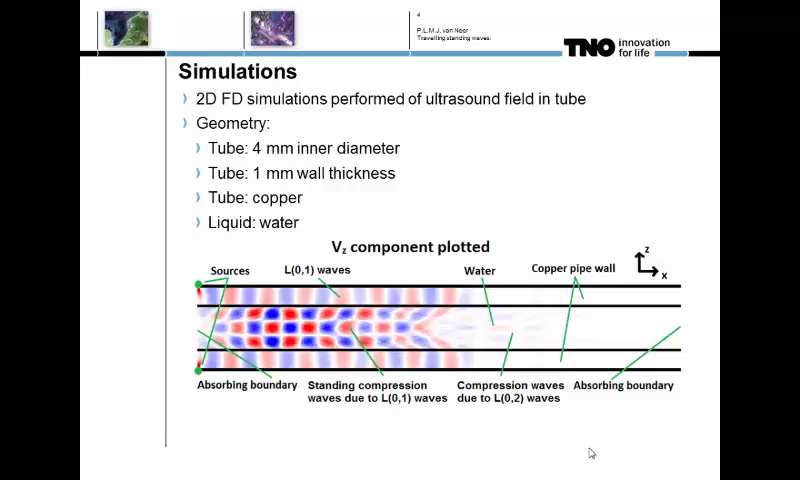 4
P.L.M.J. van Neer
Travelling standing waves:
TNO innovation
for life
Simulations
2D FD simulations performed of ultrasound field in tube
Geometry:
Tube: 4 mm inner diameter
Tube: 1 mm wall thickness
Tube: copper
Liquid: water
Vz component plotted
Sources
L(0,1) waves
Water
Copper pipe wall
z
x
Absorbing boundary
Standing compression
waves due to L(0,1) waves
Compression waves
due to L(0,2) waves
Absorbing boundary